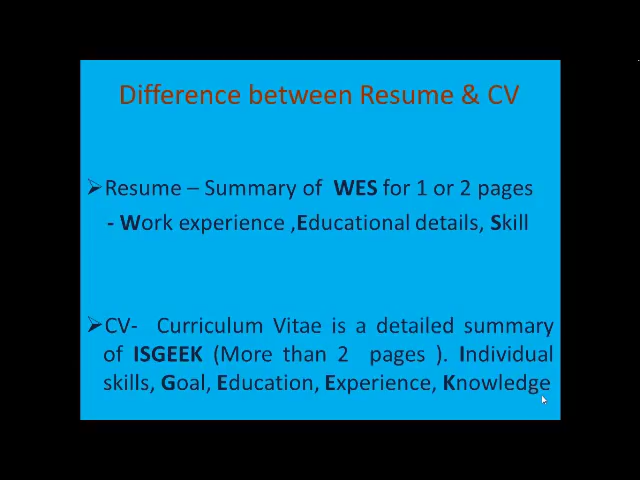 Difference between Resume & CV
➢Resume – Summary of WES for 1 or 2 pages
- Work experience ,Educational details, Skill
➢CV- Curriculum Vitae is a detailed summary
of ISGEEK (More than 2 pages ). Individual
skills, Goal, Education, Experience, Knowledge